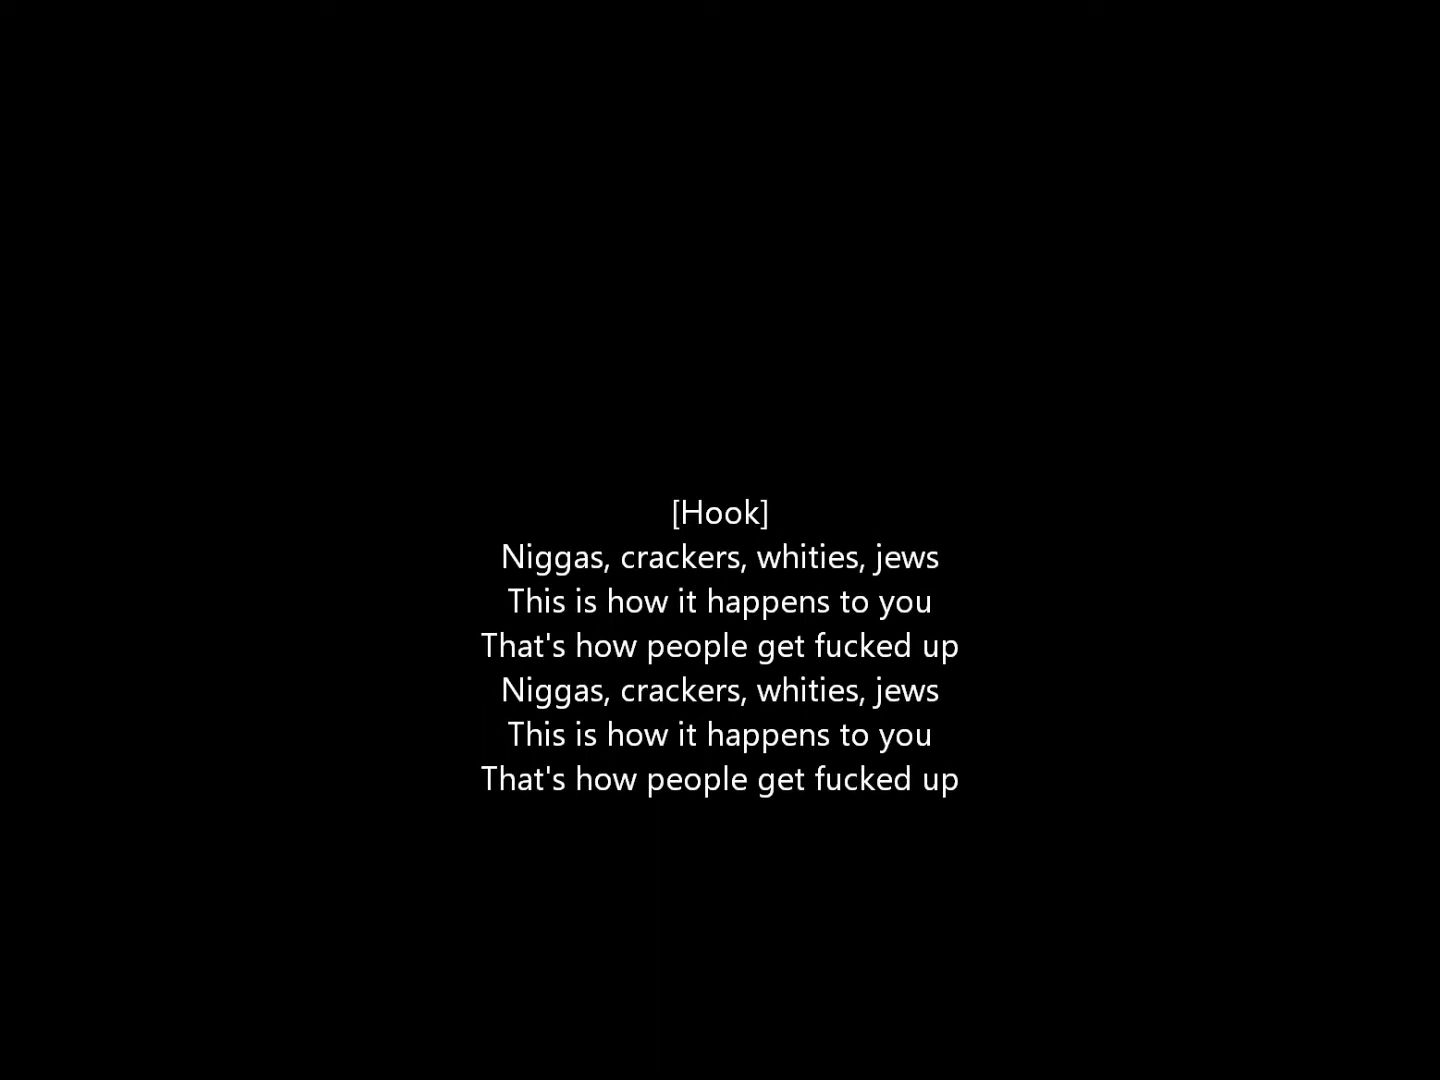 [Hook]
Niggas, crackers, whities, jews
This is how it happens to you
That's how people get fucked up
Niggas, crackers, whities, jews
This is how it happens to you
That's how people get fucked up